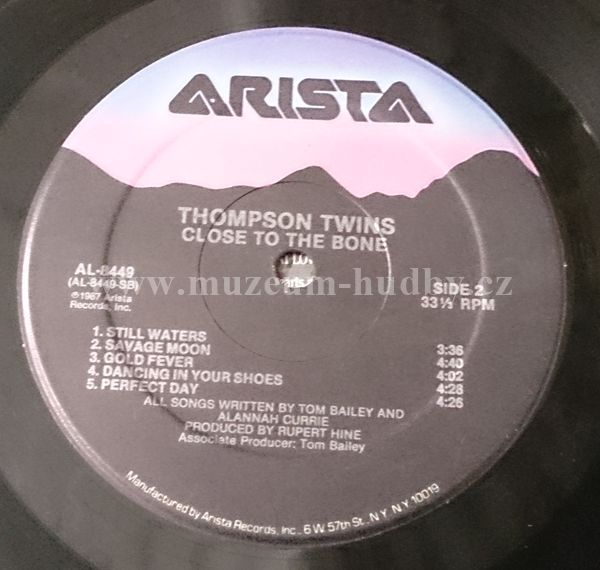 ARISTA
THOMPSON TWINS
CLOSE TO THE BONE
AL-8449
(AL-8449-SB)
℗1987 Arista
Records, Inc.
SIDE 2
33⅓ RPM
www.muzeum-hudby.cz
1. STILL WATERS 3:36
2. SAVAGE MOON 4:40
3. GOLD FEVER 4:02
4. DANCING IN YOUR SHOES 4:28
5. PERFECT DAY 4:26
ALL SONGS WRITTEN BY TOM BAILEY AND
ALANNAH CURRIE
PRODUCED BY RUPERT HINE
Associate Producer: Tom Bailey
Manufactured by Arista Records, Inc., 6 W. 57th St., N.Y. N.Y. 10019